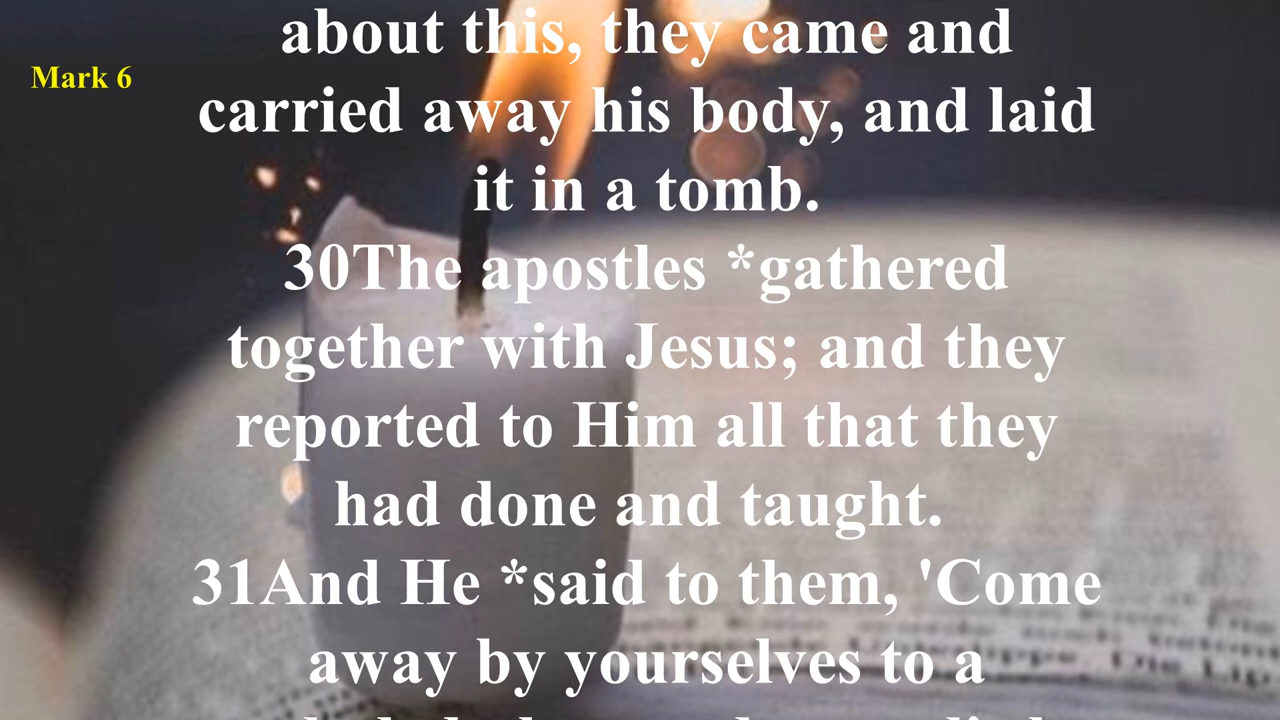 about this, they came and
Mark 6
carried away his body, and laid
it in a tomb.
30The apostles *gathered
together with Jesus; and they
reported to Him all that they
had done and taught.
31And He *said to them, 'Come
away by yourselves to a